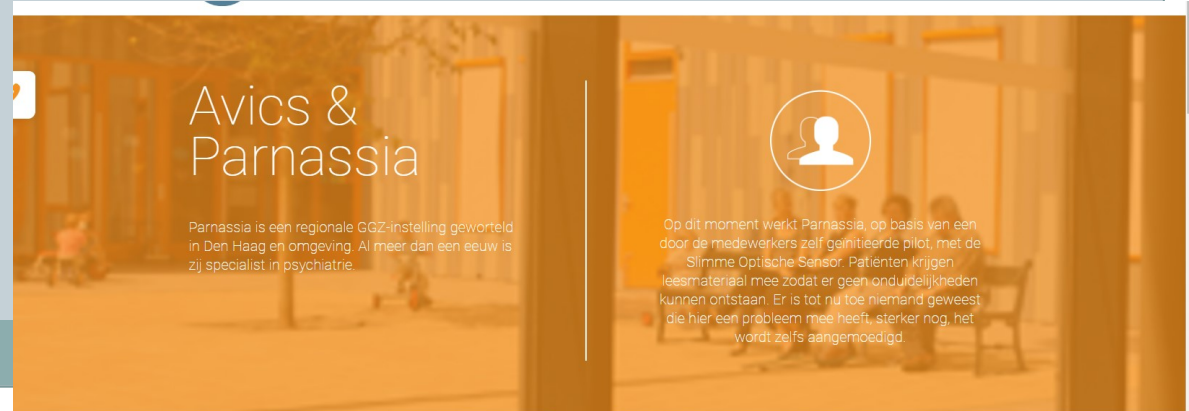 Avics &
Parnassia
Parnassia is een regionale GGZ-instelling geworteld
in Den Haag en omgeving. Al meer dan een eeuw is
zij specialist in psychiatrie.
Op dit moment werkt Parnassia, op basis van een
door de medewerkers zelf geïnitieerde pilot, met de
Slimme Optische Sensor. Patiënten krijgen
leesmateriaal mee zodat er geen onduidelijkheden
kunnen ontstaan. Er is tot nu toe niemand geweest
die hier een probleem mee heeft, sterker nog, het
wordt zelfs aangemoedigd.